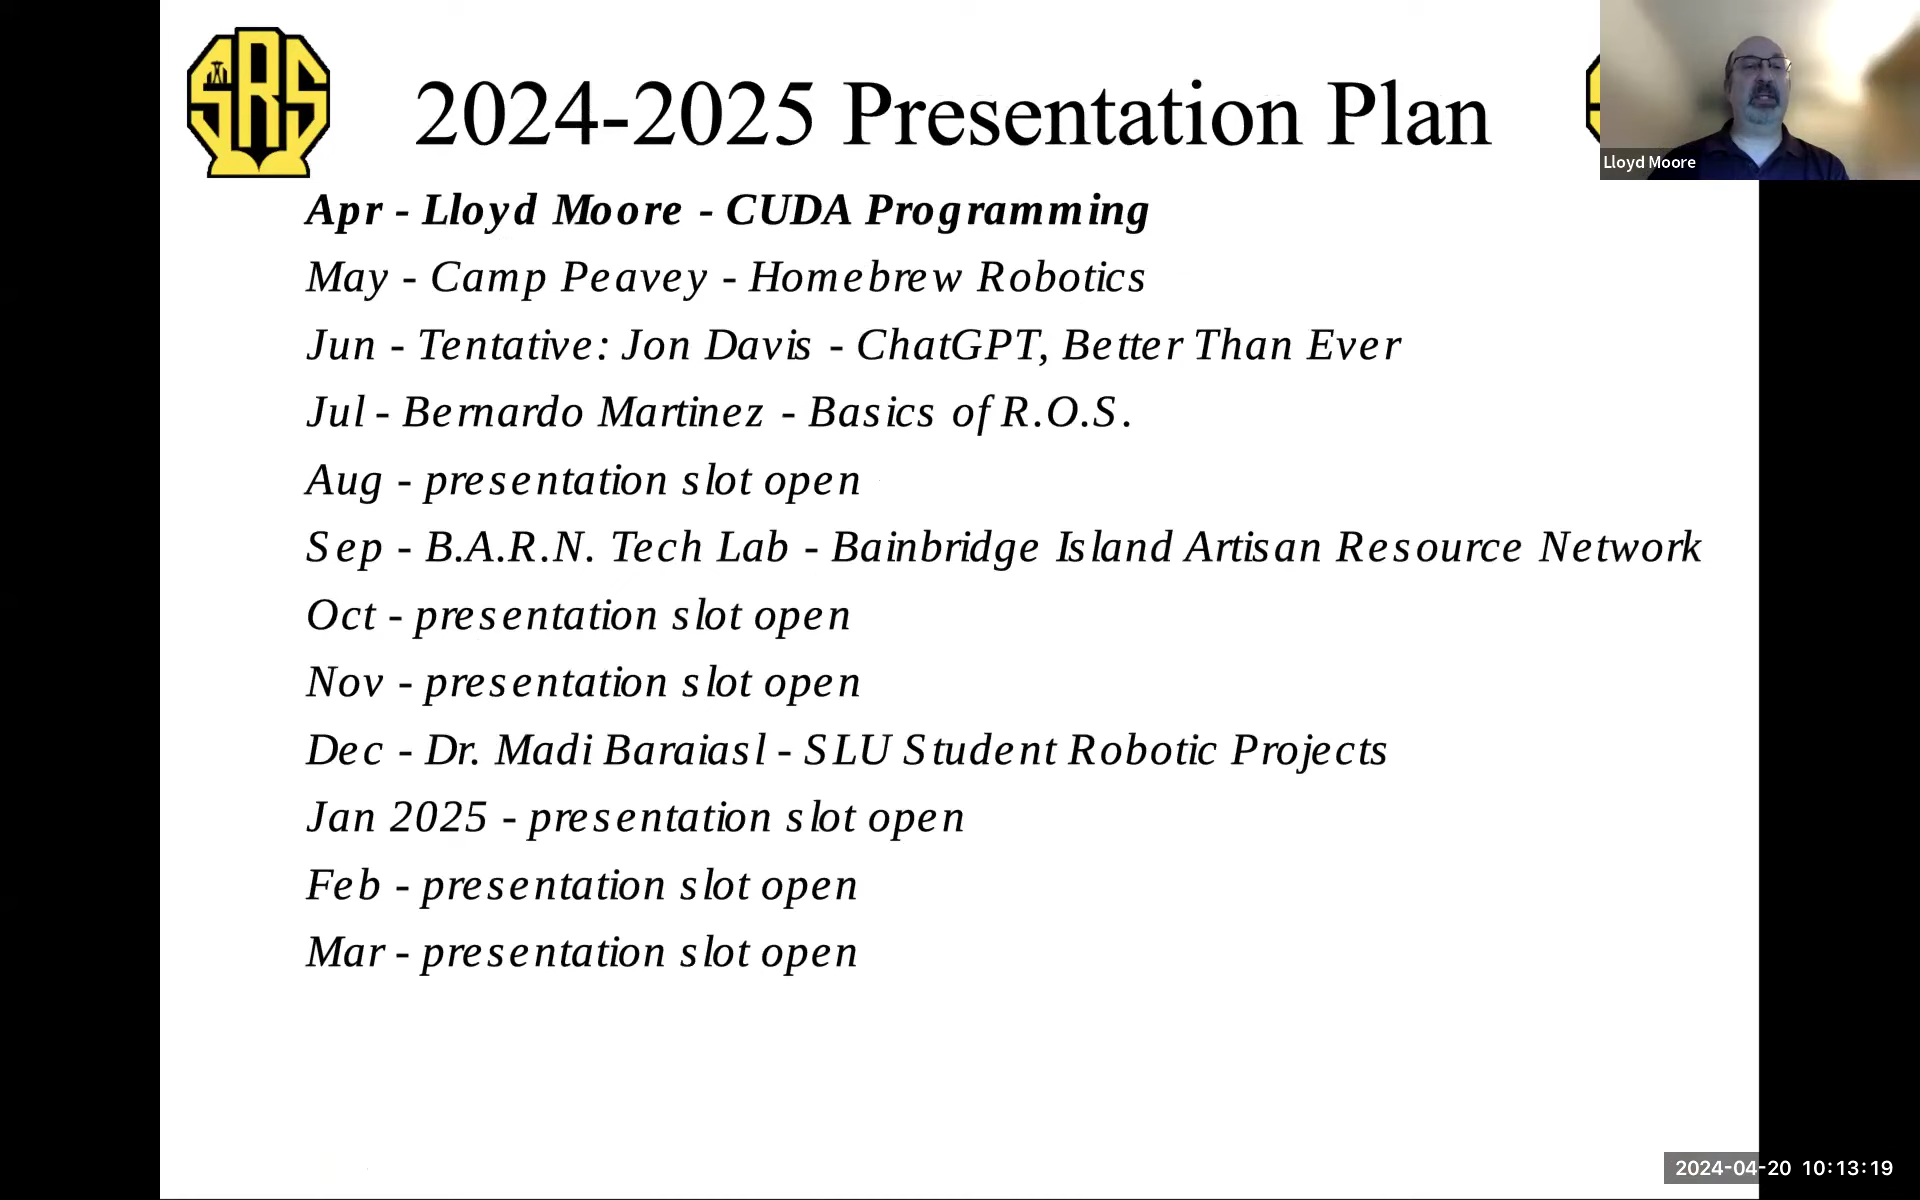 SRS
2024-2025 Presentation Plan
Lloyd Moore
Apr - Lloyd Moore - CUDA Programming
May - Camp Peavey - Homebrew Robotics
Jun - Tentative: Jon Davis - ChatGPT, Better Than Ever
Jul - Bernardo Martinez - Basics of R.O.S.
Aug - presentation slot open
Sep - B.A.R.N. Tech Lab - Bainbridge Island Artisan Resource Network
Oct - presentation slot open
Nov - presentation slot open
Dec - Dr. Madi Baraiasl - SLU Student Robotic Projects
Jan 2025 - presentation slot open
Feb - presentation slot open
Mar - presentation slot open
2024-04-20 10:13:19